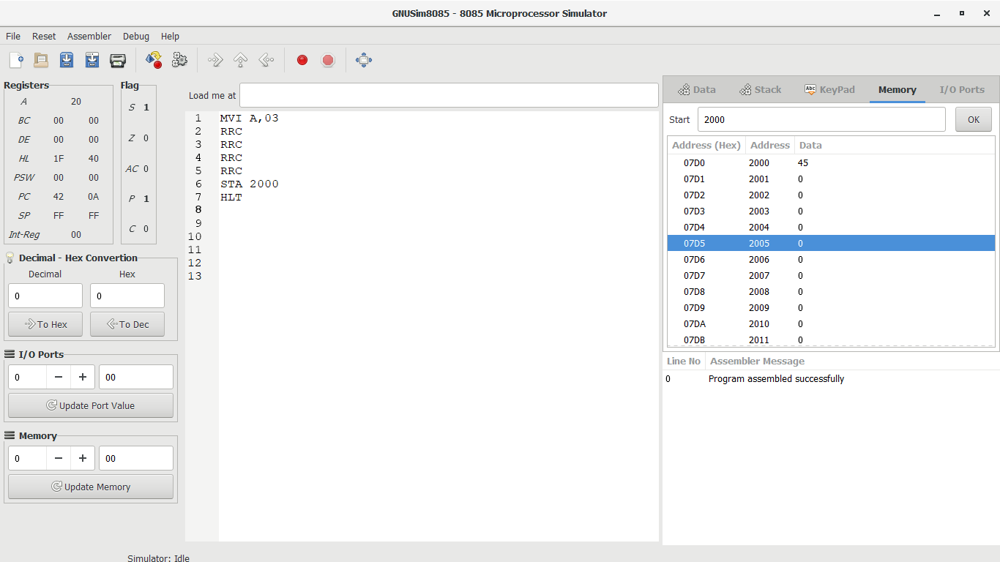 GNUSim8085 - 8085 Microprocessor Simulator
File Reset Assembler Debug Help
Registers
A 20
BC 00 00
DE 00 00
HL 1F 40
PSW 00 00
PC 42 0A
SP FF FF
Int-Reg 00
Flag
S 1
Z 0
AC 0
P 1
C 0
Decimal - Hex Convertion
Decimal Hex
0 0
To Hex To Dec
I/O Ports
0 − + 00
Update Port Value
Memory
0 − + 00
Update Memory
Load me at
1 MVI A,03
2 RRC
3 RRC
4 RRC
5 RRC
6 STA 2000
7 HLT
8
9
10
11
12
13
Data Stack Abc KeyPad Memory I/O Ports
Start 2000 OK
Address (Hex) Address Data
07D0 2000 45
07D1 2001 0
07D2 2002 0
07D3 2003 0
07D4 2004 0
07D5 2005 0
07D6 2006 0
07D7 2007 0
07D8 2008 0
07D9 2009 0
07DA 2010 0
07DB 2011 0
Line No Assembler Message
0 Program assembled successfully
Simulator: Idle